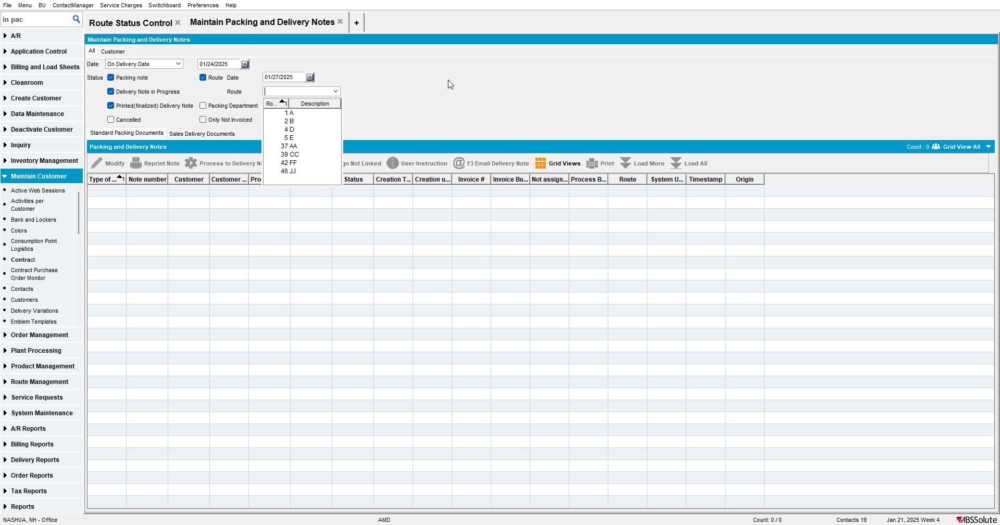 File Menu BU ContactManager Service Charges Switchboard Preferences Help
in pac
Route Status Control
Maintain Packing and Delivery Notes
+
A/R
Application Control
Billing and Load Sheets
Cleanroom
Create Customer
Data Maintenance
Deactivate Customer
Inquiry
Inventory Management
Maintain Customer
Active Web Sessions
Activities per
Customer
Bank and Lockers
Colors
Consumption Point
Logistics
Contract
Contract Purchase
Order Monitor
Contacts
Customers
Delivery Variations
Emblem Templates
Order Management
Plant Processing
Product Management
Route Management
Service Requests
System Maintenance
A/R Reports
Billing Reports
Delivery Reports
Order Reports
Tax Reports
Reports
Maintain Packing and Delivery Notes
All Customer
Date On Delivery Date 01/24/2025 16
Status Packing note Route Date 01/27/2025 16
Delivery Note in Progress Route
Printed(finalized) Delivery Note Packing Department
Cancelled Only Not Invoiced
Ro... 1 Description
1 A
2 B
4 D
5 E
37 AA
39 CC
42 FF
46 JJ
Standard Packing Documents Sales Delivery Documents
Packing and Delivery Notes Count : 0 Grid View All
Modify Reprint Note Process to Delivery No gn Not Linked User Instruction F3 Email Delivery Note Grid Views Print Load More Load All
Type of ... 1 Note number Customer Customer ... Pro Status Creation T... Creation u... Invoice # Invoice Bu... Not assign... Process B... Route System U... Timestamp Origin
NASHUA, NH - Office AMD Count: 0 / 0 Contacts 19 Jan 21, 2025 Week 4 ABSSolute